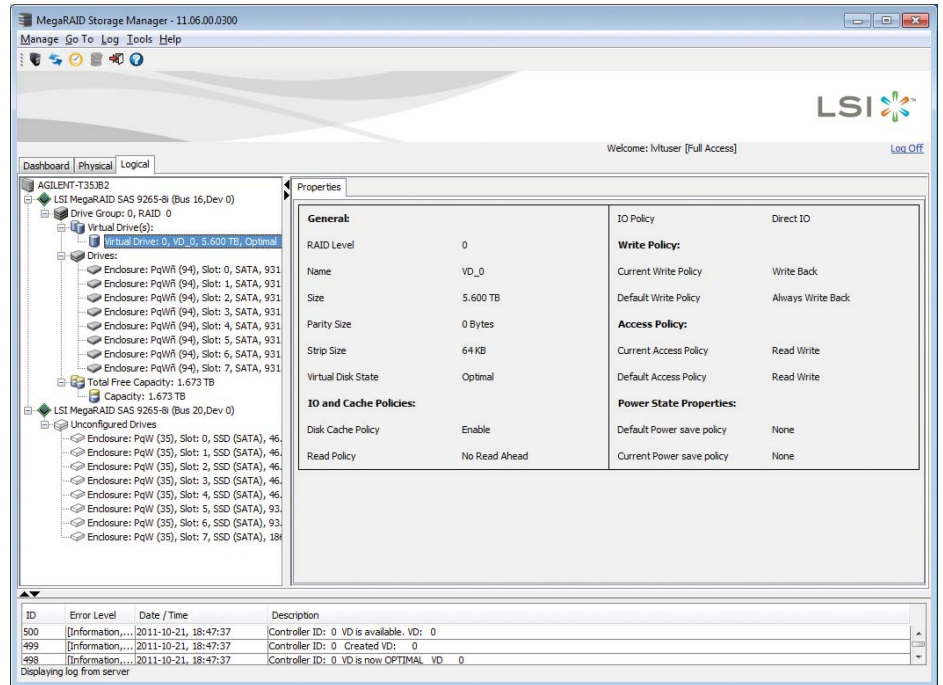 MegaRAID Storage Manager - 11.06.00.0300
Manage Go To Log Tools Help
LSI
Welcome: lvltuser [Full Access]
Log Off
Dashboard Physical Logical
AGILENT-T35JB2
LSI MegaRAID SAS 9265-8i (Bus 16,Dev 0)
Drive Group: 0, RAID 0
Virtual Drive(s):
Virtual Drive: 0, VD_0, 5.600 TB, Optimal
Drives:
Enclosure: PqWñ (94), Slot: 0, SATA, 931
Enclosure: PqWñ (94), Slot: 1, SATA, 931
Enclosure: PqWñ (94), Slot: 2, SATA, 931
Enclosure: PqWñ (94), Slot: 3, SATA, 931
Enclosure: PqWñ (94), Slot: 4, SATA, 931
Enclosure: PqWñ (94), Slot: 5, SATA, 931
Enclosure: PqWñ (94), Slot: 6, SATA, 931
Enclosure: PqWñ (94), Slot: 7, SATA, 931
Total Free Capacity: 1.673 TB
Capacity: 1.673 TB
LSI MegaRAID SAS 9265-8i (Bus 20,Dev 0)
Unconfigured Drives
Enclosure: PqW (35), Slot: 0, SSD (SATA), 46.
Enclosure: PqW (35), Slot: 1, SSD (SATA), 46.
Enclosure: PqW (35), Slot: 2, SSD (SATA), 46.
Enclosure: PqW (35), Slot: 3, SSD (SATA), 46.
Enclosure: PqW (35), Slot: 4, SSD (SATA), 46.
Enclosure: PqW (35), Slot: 5, SSD (SATA), 93.
Enclosure: PqW (35), Slot: 6, SSD (SATA), 93.
Enclosure: PqW (35), Slot: 7, SSD (SATA), 186
Properties
General:
RAID Level 0
Name VD_0
Size 5.600 TB
Parity Size 0 Bytes
Strip Size 64 KB
Virtual Disk State Optimal
IO and Cache Policies:
Disk Cache Policy Enable
Read Policy No Read Ahead
IO Policy Direct IO
Write Policy:
Current Write Policy Write Back
Default Write Policy Always Write Back
Access Policy:
Current Access Policy Read Write
Default Access Policy Read Write
Power State Properties:
Default Power save policy None
Current Power save policy None
ID Error Level Date / Time Description
500 [Information,... 2011-10-21, 18:47:37 Controller ID: 0 VD is available. VD: 0
499 [Information,... 2011-10-21, 18:47:37 Controller ID: 0 Created VD: 0
498 [Information,... 2011-10-21, 18:47:37 Controller ID: 0 VD is now OPTIMAL VD 0
Displaying log from server